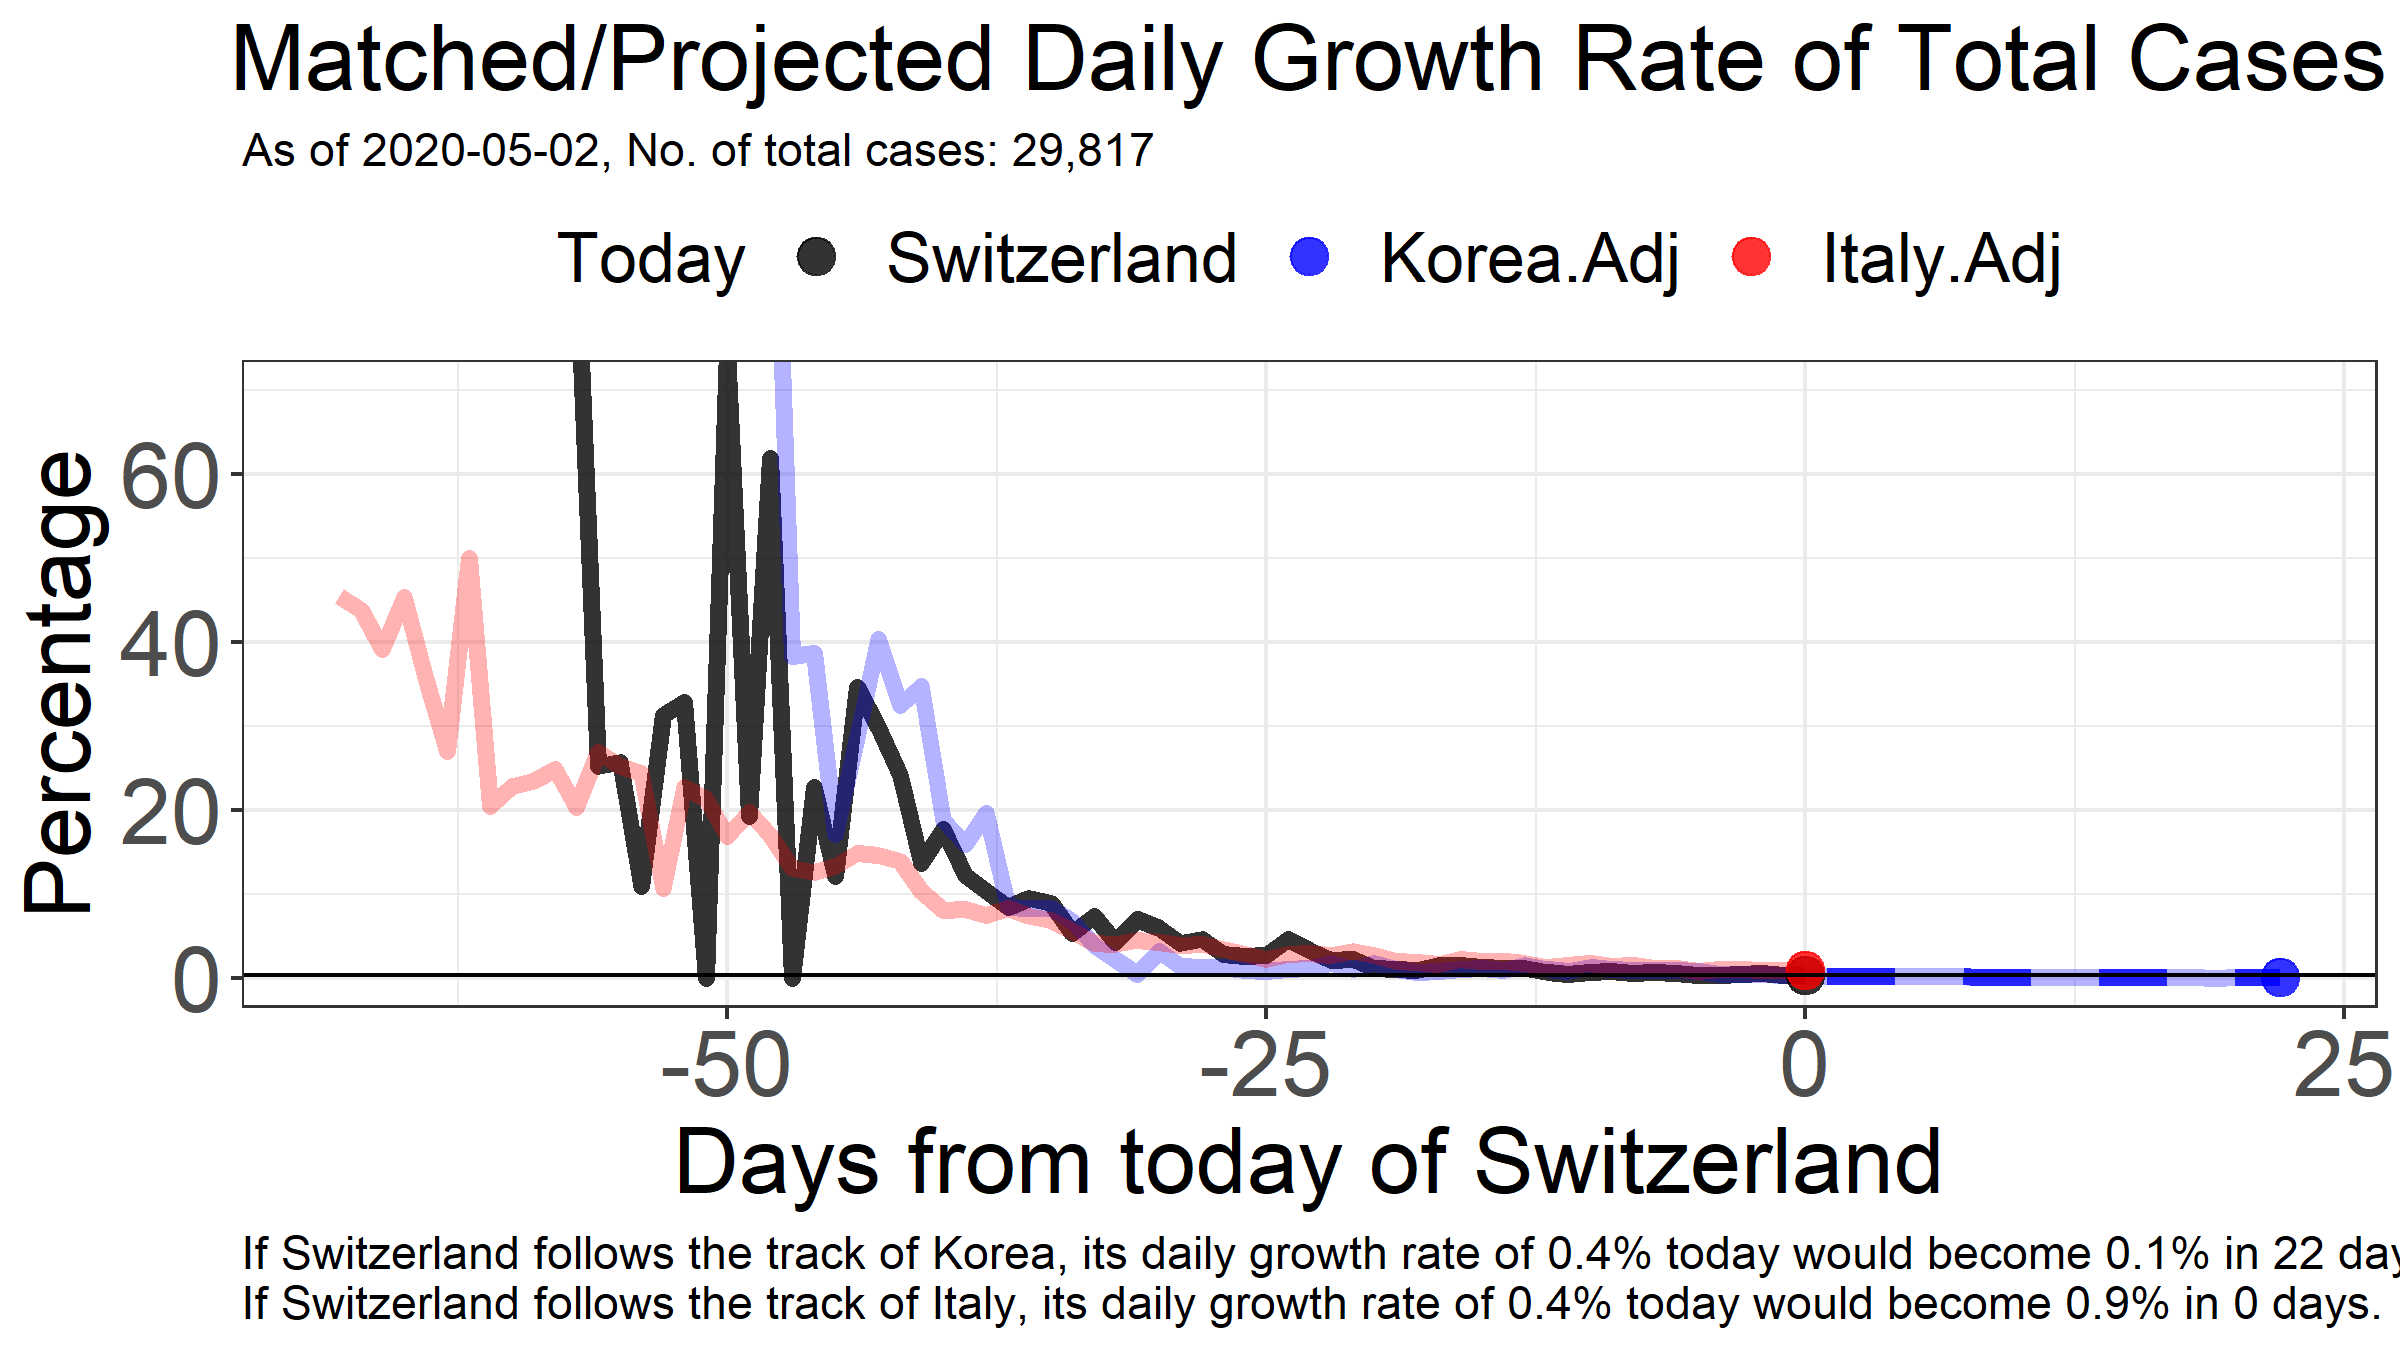 Matched/Projected Daily Growth Rate of Total Cases
As of 2020-05-02, No. of total cases: 29,817
Today Switzerland Korea.Adj Italy.Adj
Percentage
60
40
20
0
-50 -25 0 25
Days from today of Switzerland
If Switzerland follows the track of Korea, its daily growth rate of 0.4% today would become 0.1% in 22 day
If Switzerland follows the track of Italy, its daily growth rate of 0.4% today would become 0.9% in 0 days.